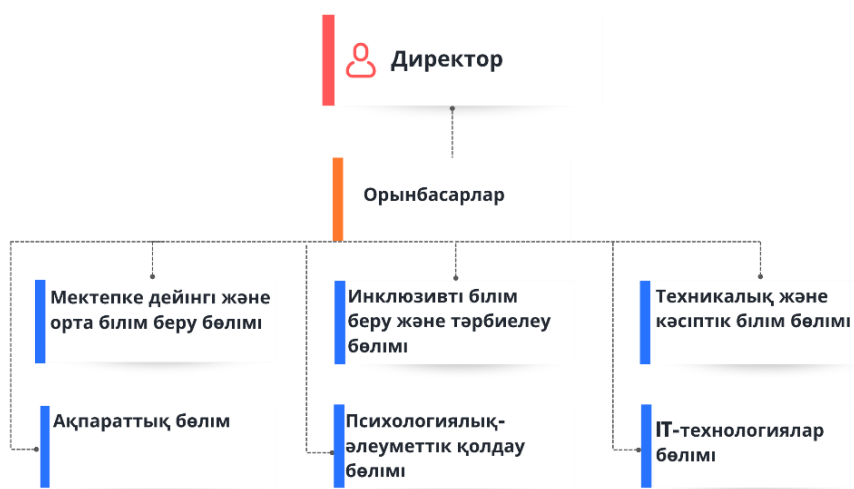 Директор
Орынбасарлар
Мектепке дейінгі және
орта білім беру бөлімі
Инклюзивті білім
беру және тәрбиелеу
бөлімі
Техникалық және
кәсіптік білім бөлімі
Ақпараттық бөлім
Психологиялық-
әлеуметтік қолдау
бөлімі
IT-технологиялар
бөлімі